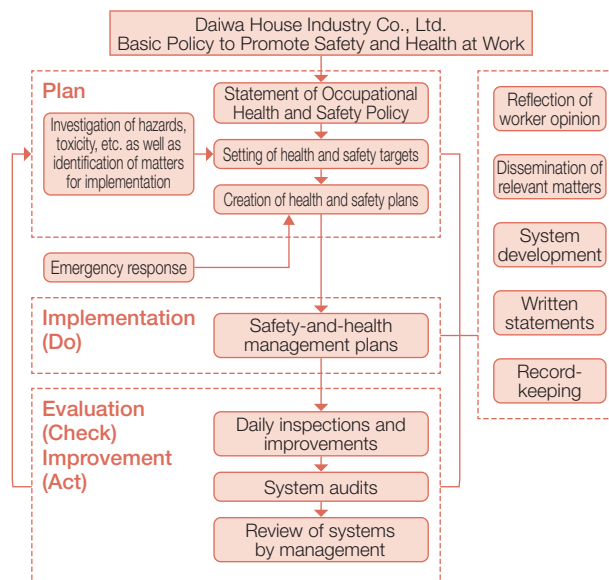 Daiwa House Industry Co., Ltd.
Basic Policy to Promote Safety and Health at Work
Plan
Statement of Occupational
Health and Safety Policy
Investigation of hazards,
toxicity, etc. as well as
identification of matters
for implementation
Setting of health and safety targets
Creation of health and safety plans
Emergency response
Implementation
(Do)
Safety-and-health
management plans
Evaluation
(Check)
Improvement
(Act)
Daily inspections and
improvements
System audits
Review of systems
by management
Reflection of
worker opinion
Dissemination of
relevant matters
System
development
Written
statements
Record-
keeping